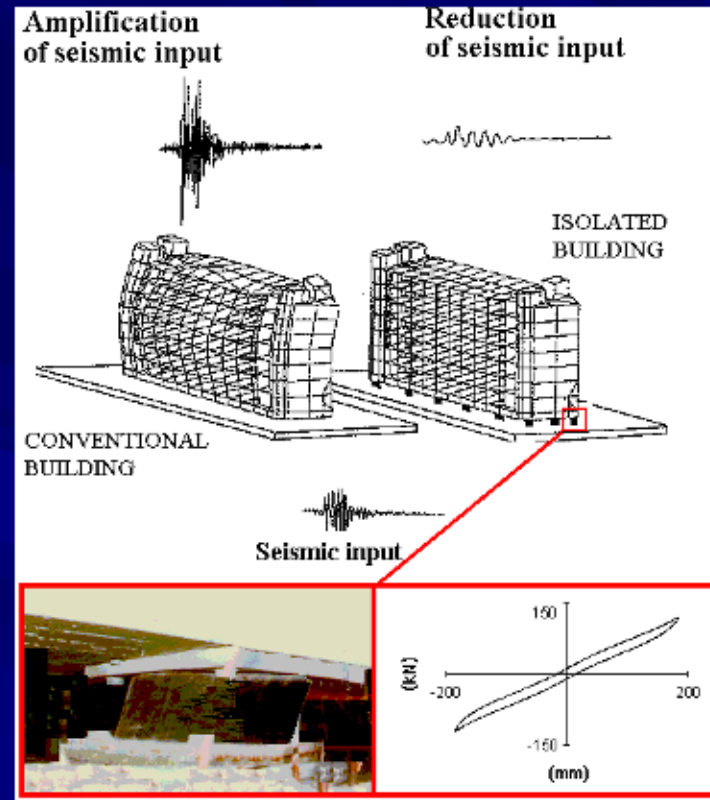 Amplification
of seismic input
Reduction
of seismic input
ISOLATED
BUILDING
CONVENTIONAL
BUILDING
Seismic input
150
(kN)
-200
200
-150
(mm)